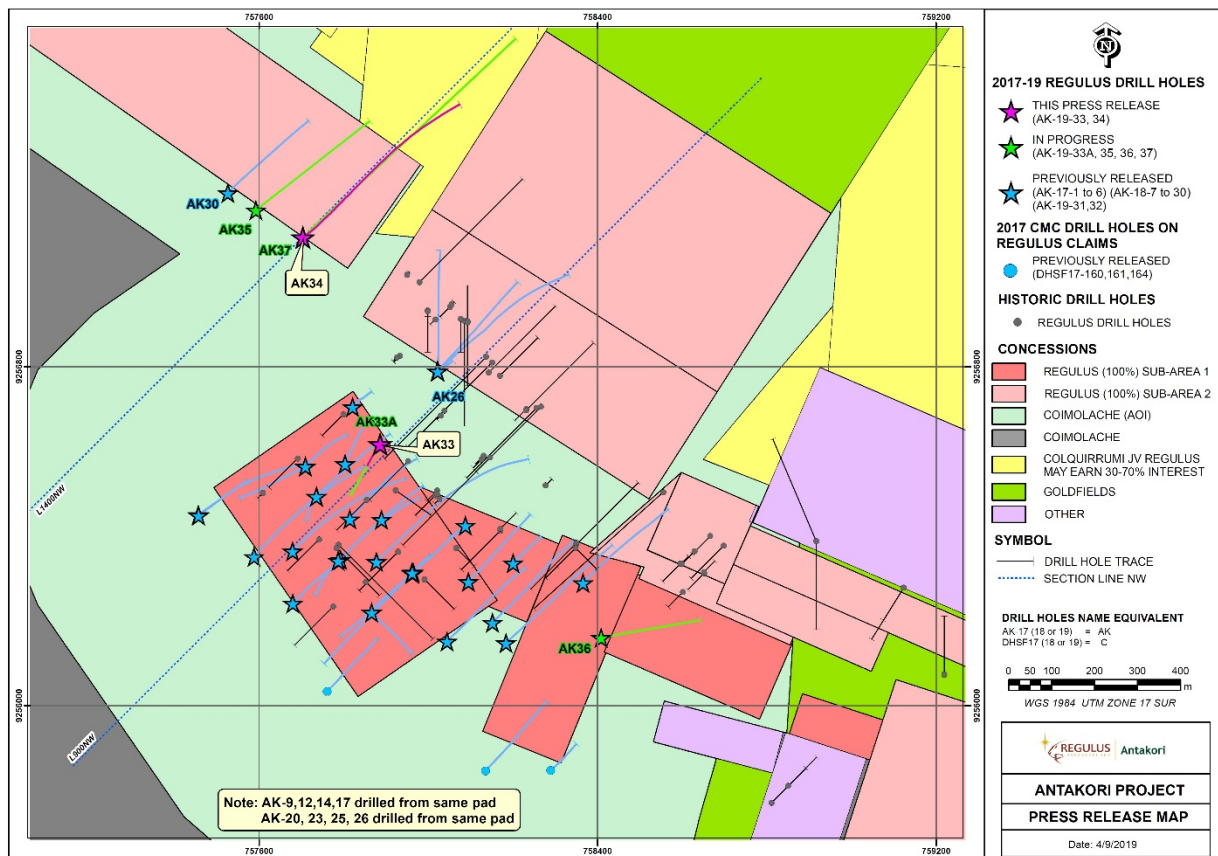 757600
758400
759200
9256800
9256000
9256800
9256000
757600
758400
759200
AK30
AK35
AK37
AK34
AK26
AK33A
AK33
AK36
L1400NW
L900NW
Note: AK-9,12,14,17 drilled from same pad
AK-20, 23, 25, 26 drilled from same pad
N
2017-19 REGULUS DRILL HOLES
THIS PRESS RELEASE
(AK-19-33, 34)
IN PROGRESS
(AK-19-33A, 35, 36, 37)
PREVIOUSLY RELEASED
(AK-17-1 to 6) (AK-18-7 to 30)
AK-19-31,32)
2017 CMC DRILL HOLES ON
REGULUS CLAIMS
PREVIOUSLY RELEASED
(DHSF17-160,161,164)
HISTORIC DRILL HOLES
REGULUS DRILL HOLES
CONCESSIONS
REGULUS (100%) SUB-AREA 1
REGULUS (100%) SUB-AREA 2
COIMOLACHE (AOI)
COIMOLACHE
COLQUIRRUMI JV REGULUS
MAY EARN 30-70% INTEREST
GOLDFIELDS
OTHER
SYMBOL
DRILL HOLE TRACE
SECTION LINE NW
DRILL HOLES NAME EQUIVALENT
AK 17 (18 or 19) = AK
DHSF17 (18 or 19) = C
0 50 100 200 300 400
m
WGS 1984 UTM ZONE 17 SUR
REGULUS
Antakori
ANTAKORI PROJECT
PRESS RELEASE MAP
Date: 4/9/2019